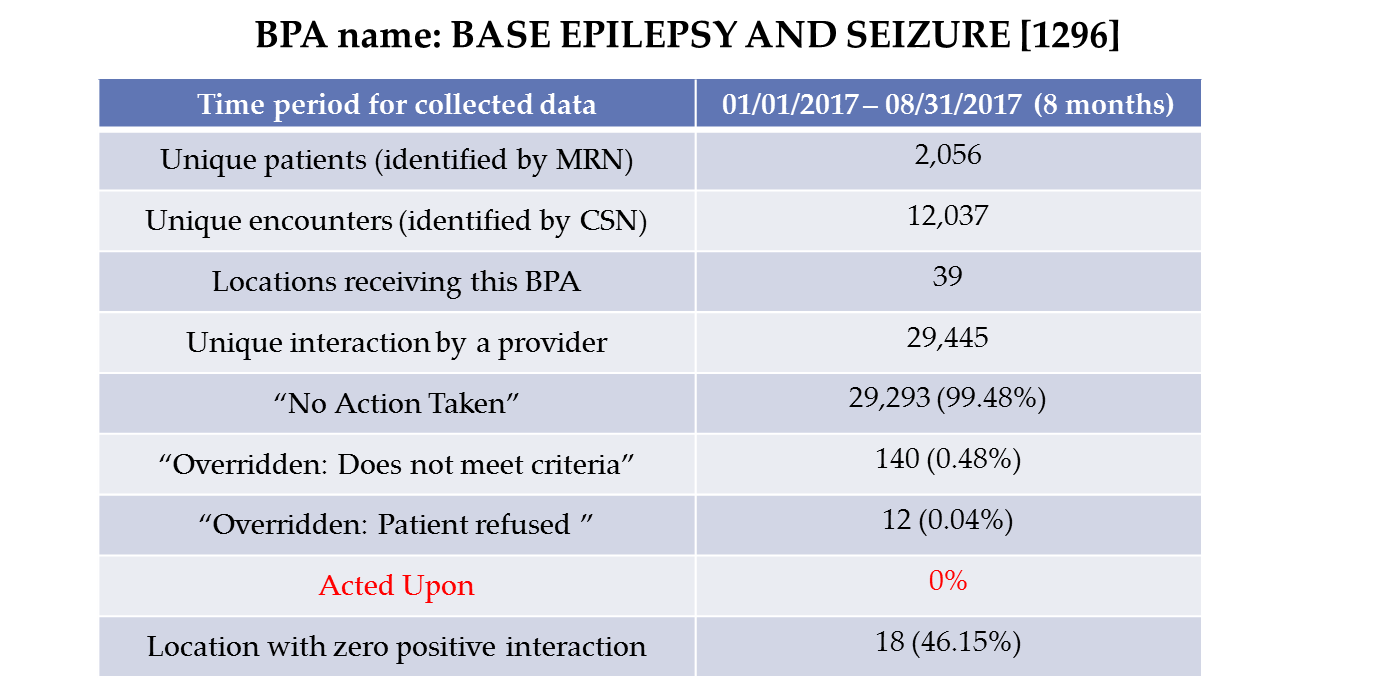 BPA name: BASE EPILEPSY AND SEIZURE [1296]
Time period for collected data 01/01/2017 – 08/31/2017 (8 months)
Unique patients (identified by MRN) 2,056
Unique encounters (identified by CSN) 12,037
Locations receiving this BPA 39
Unique interaction by a provider 29,445
“No Action Taken” 29,293 (99.48%)
“Overridden: Does not meet criteria” 140 (0.48%)
“Overridden: Patient refused ” 12 (0.04%)
Acted Upon 0%
Location with zero positive interaction 18 (46.15%)